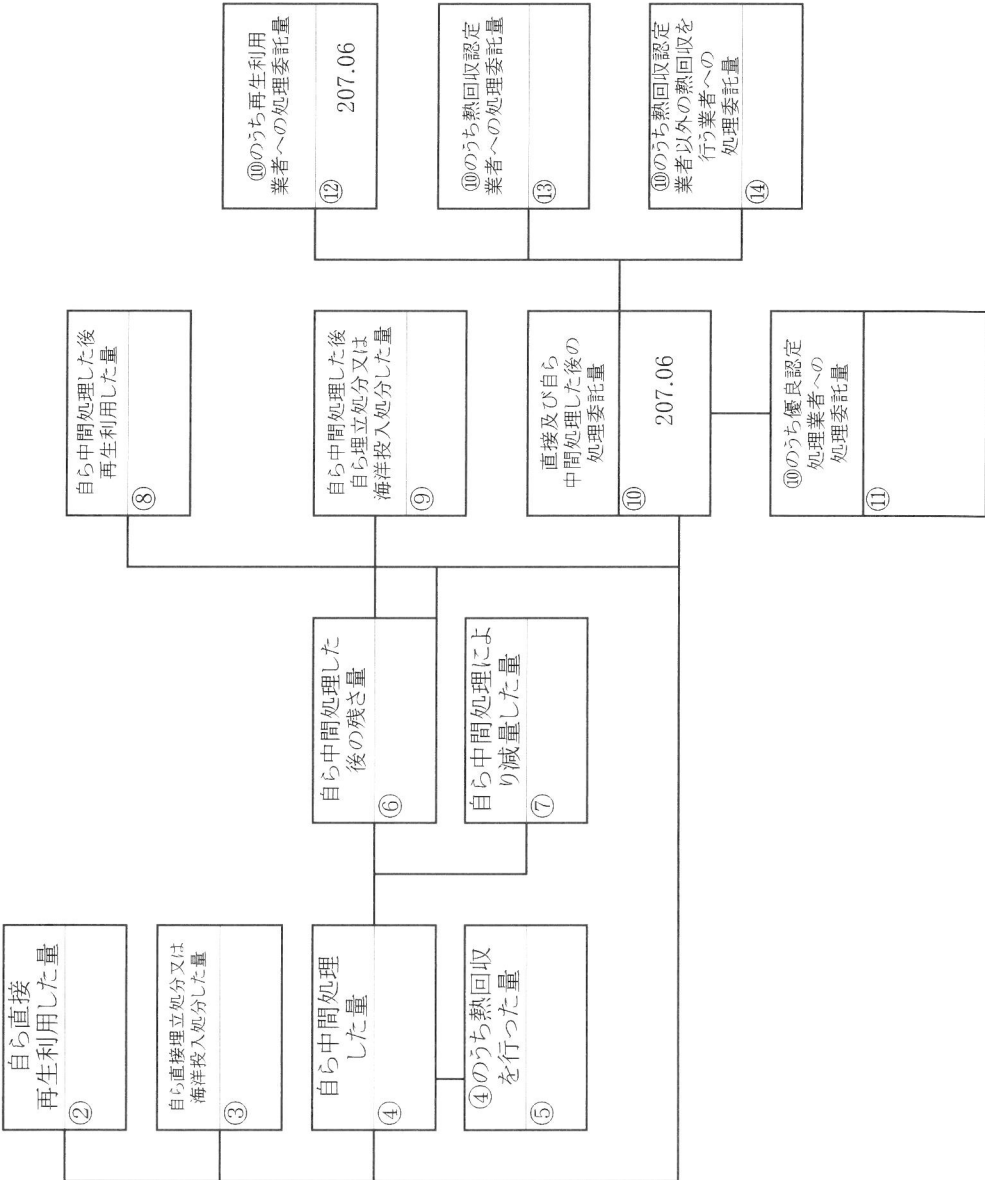 自ら直接
再生利用した量
②
自ら直接埋立処分又は
海洋投入処分した量
③
自ら中間処理
した量
④
④のうち熱回収
を行った量
⑤
自ら中間処理した
後の残さ量
⑥
自ら中間処理によ
り減量した量
⑦
自ら中間処理した後
再生利用した量
⑧
自ら中間処理した後
自ら埋立処分又は
海洋投入処分した量
⑨
直接及び自ら
中間処理した後の
処理委託量
⑩
207.06
⑩のうち優良認定
処理業者への
処理委託量
⑪
⑩のうち再生利用
業者への処理委託量
⑫
207.06
⑩のうち熱回収認定
業者への処理委託量
⑬
⑩のうち熱回収認定
業者以外の熱回収を
行う業者への
処理委託量
⑭